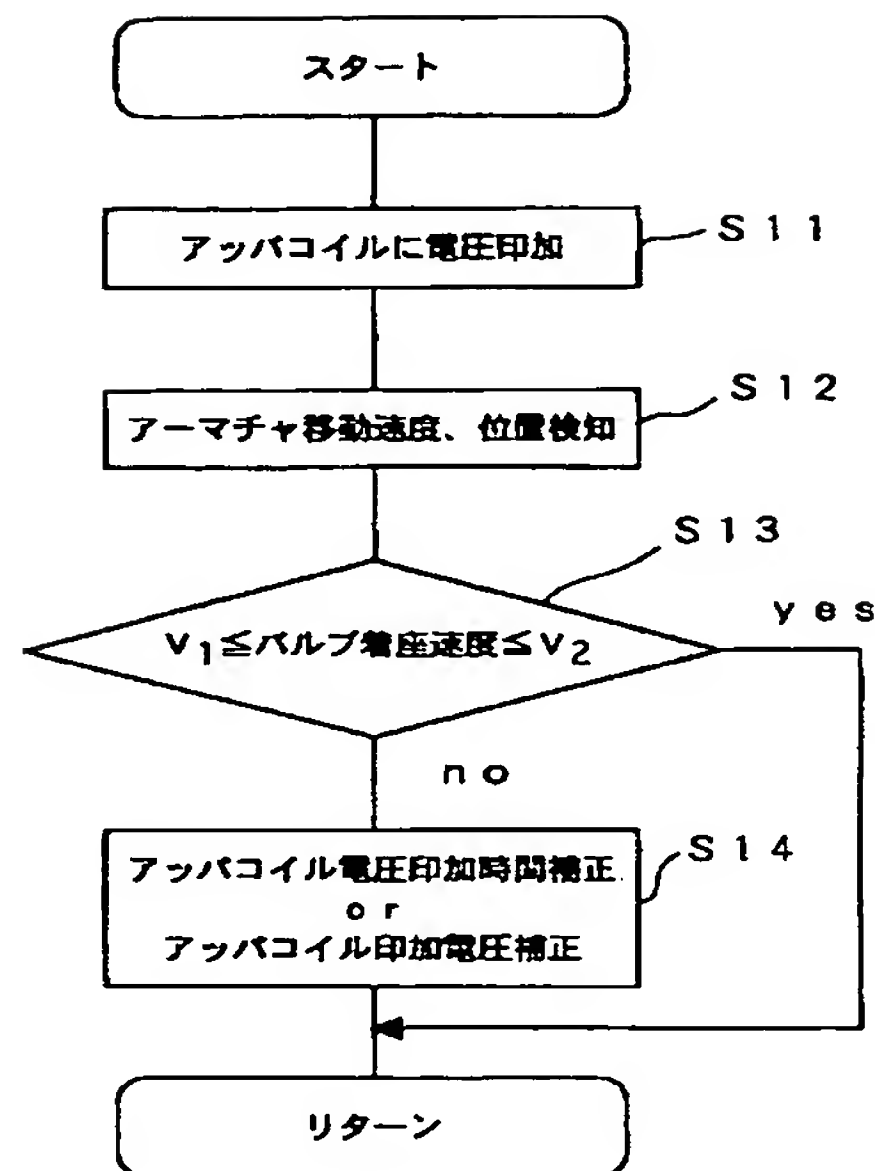 スタート
アッパコイルに電圧印加
S11
アーマチャ移動速度、位置検知
S12
S13
V₁≦バルブ着座速度≦V₂
yes
no
アッパコイル電圧印加時間補正
or
アッパコイル印加電圧補正
S14
リターン